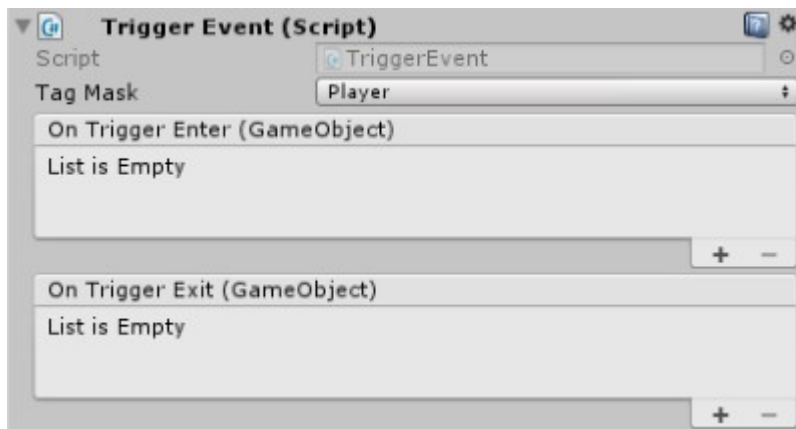 Trigger Event (Script)
Script TriggerEvent
Tag Mask Player
On Trigger Enter (GameObject)
List is Empty
+ −
On Trigger Exit (GameObject)
List is Empty
+ −